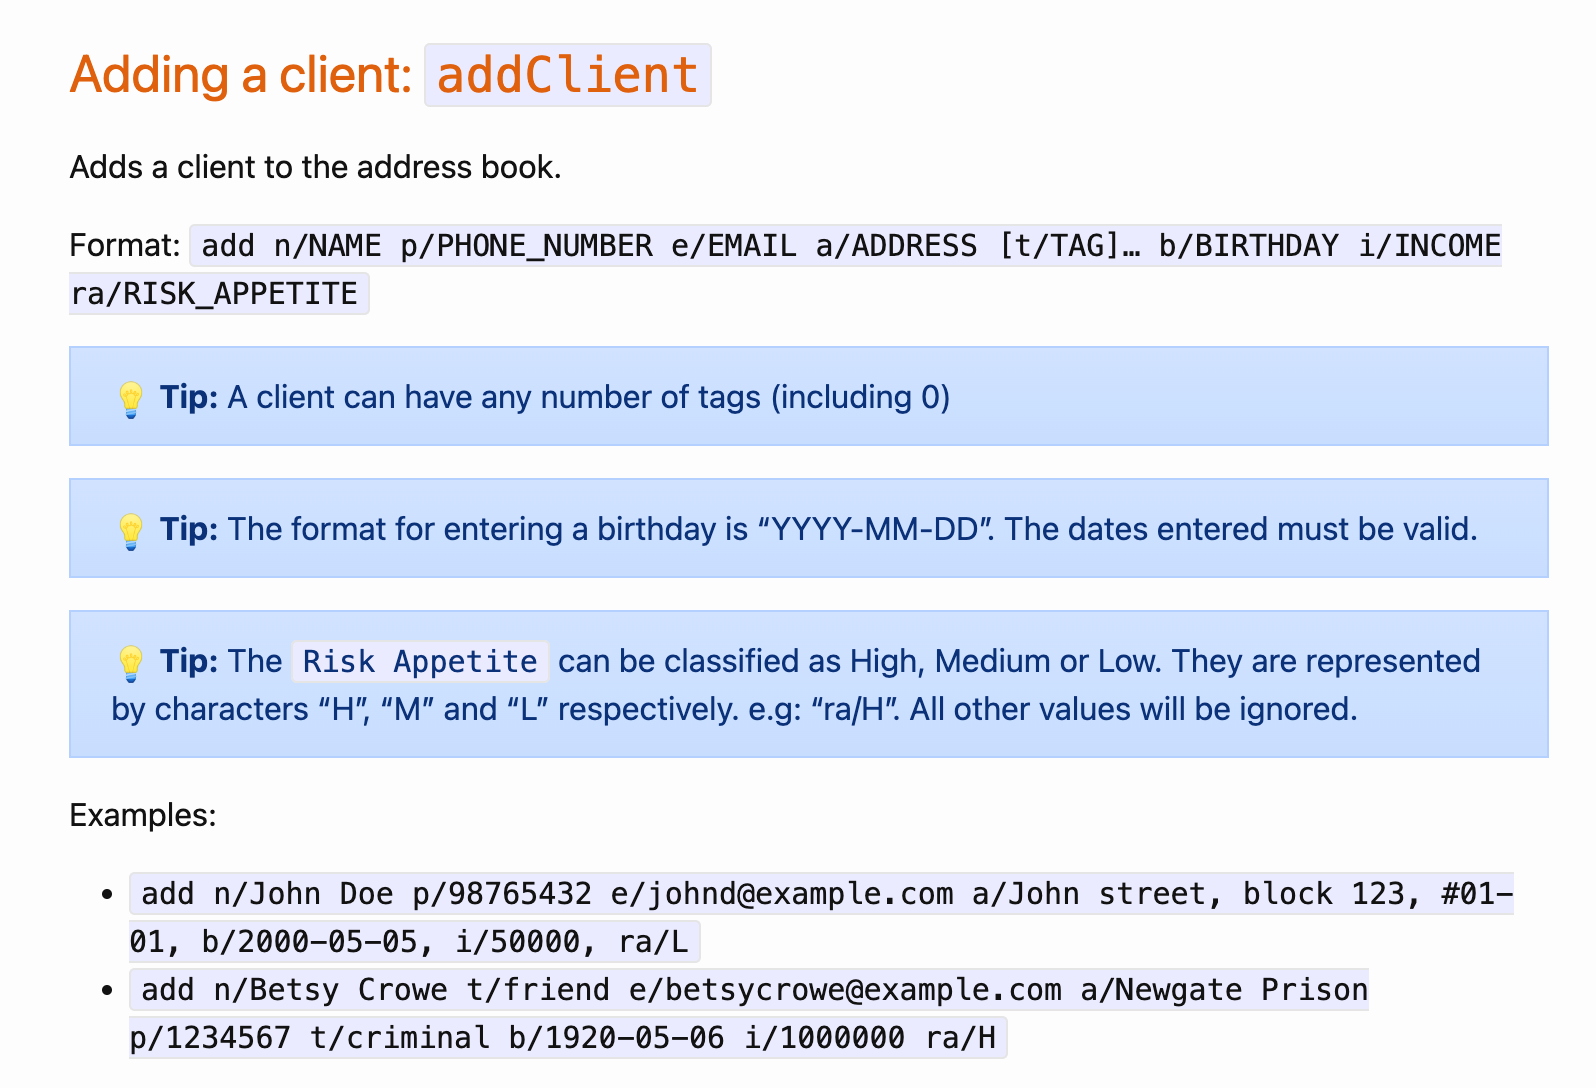 Adding a client: addClient
Adds a client to the address book.
Format: add n/NAME p/PHONE_NUMBER e/EMAIL a/ADDRESS [t/TAG]… b/BIRTHDAY i/INCOME
ra/RISK_APPETITE
💡 Tip: A client can have any number of tags (including 0)
💡 Tip: The format for entering a birthday is “YYYY-MM-DD”. The dates entered must be valid.
💡 Tip: The Risk Appetite can be classified as High, Medium or Low. They are represented
by characters “H”, “M” and “L” respectively. e.g: “ra/H”. All other values will be ignored.
Examples:
• add n/John Doe p/98765432 e/johnd@example.com a/John street, block 123, #01-
01, b/2000-05-05, i/50000, ra/L
• add n/Betsy Crowe t/friend e/betsycrowe@example.com a/Newgate Prison
p/1234567 t/criminal b/1920-05-06 i/1000000 ra/H